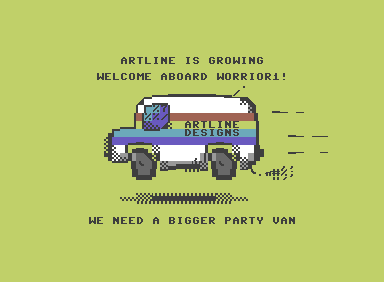 ARTLINE IS GROWING
WELCOME ABOARD WORRIOR1!
ARTLINE
DESIGNS
WE NEED A BIGGER PARTY VAN